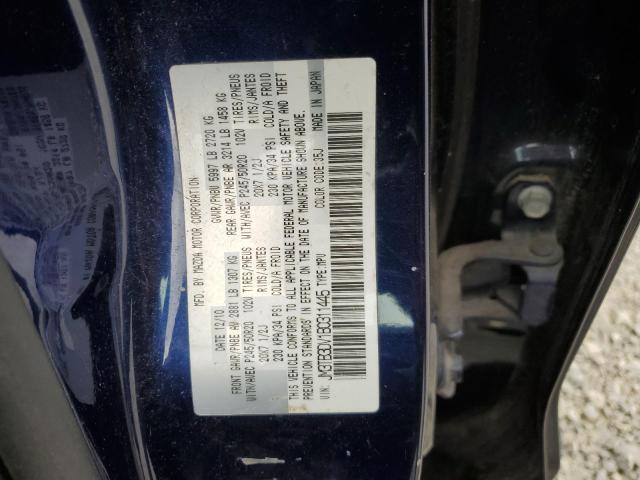 MFD. BY MAZDA MOTOR CORPORATION
DATE 12/10 GVWR/PNBV 5997 LB 2720 KG
FRONT GAWR/PNBE AV 2881 LB 1307 KG REAR GAWR/PNBE AR 3214 LB 1458 KG
WITH/AVEC P245/50R20 102V TIRES/PNEUS WITH/AVEC P245/50R20 102V TIRES/PNEUS
20X7 1/2J RIMS/JANTES 20X7 1/2J RIMS/JANTES
230 KPA/34 PSI COLD/A FROID 230 KPA/34 PSI COLD/A FROID
THIS VEHICLE CONFORMS TO ALL APPLICABLE FEDERAL MOTOR VEHICLE SAFETY AND THEFT
PREVENTION STANDARDS IN EFFECT ON THE DATE OF MANUFACTURE SHOWN ABOVE.
VIN: JM3TB3DV1B0311445 TYPE:MPV COLOR CODE:35J MADE IN JAPAN